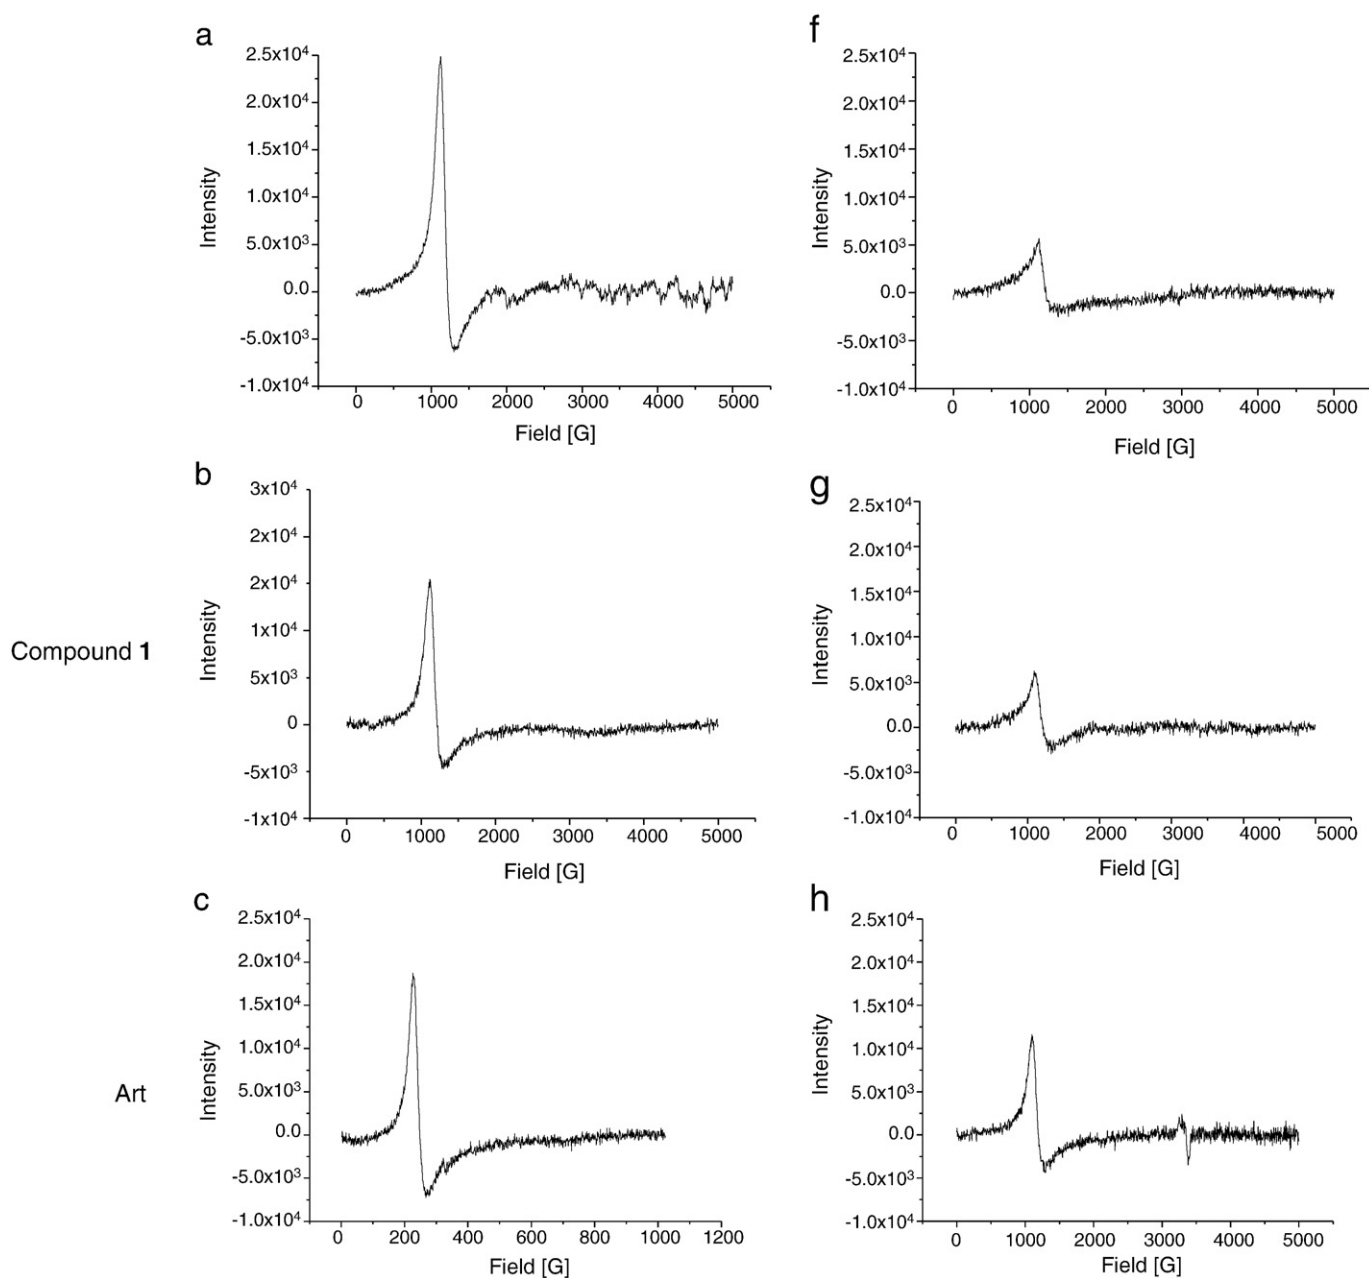 a
2.5x10⁴
2.0x10⁴
1.5x10⁴
1.0x10⁴
5.0x10³
0.0
-5.0x10³
-1.0x10⁴
Intensity
0 1000 2000 3000 4000 5000
Field [G]
f
2.5x10⁴
2.0x10⁴
1.5x10⁴
1.0x10⁴
5.0x10³
0.0
-5.0x10³
-1.0x10⁴
Intensity
0 1000 2000 3000 4000 5000
Field [G]
Compound 1
b
3x10⁴
2x10⁴
2x10⁴
1x10⁴
5x10³
0
-5x10³
-1x10⁴
Intensity
0 1000 2000 3000 4000 5000
Field [G]
g
2.5x10⁴
2.0x10⁴
1.5x10⁴
1.0x10⁴
5.0x10³
0.0
-5.0x10³
-1.0x10⁴
Intensity
0 1000 2000 3000 4000 5000
Field [G]
Art
c
2.5x10⁴
2.0x10⁴
1.5x10⁴
1.0x10⁴
5.0x10³
0.0
-5.0x10³
-1.0x10⁴
Intensity
0 200 400 600 800 1000 1200
Field [G]
h
2.5x10⁴
2.0x10⁴
1.5x10⁴
1.0x10⁴
5.0x10³
0.0
-5.0x10³
-1.0x10⁴
Intensity
0 1000 2000 3000 4000 5000
Field [G]